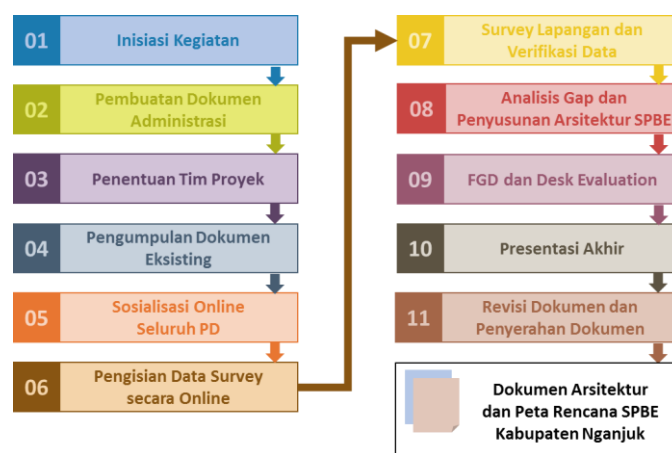 01
Inisiasi Kegiatan
02
Pembuatan Dokumen
Administrasi
03
Penentuan Tim Proyek
04
Pengumpulan Dokumen
Eksisting
05
Sosialisasi Online
Seluruh PD
06
Pengisian Data Survey
secara Online
07
Survey Lapangan dan
Verifikasi Data
08
Analisis Gap dan
Penyusunan Arsitektur SPBE
09
FGD dan Desk Evaluation
10
Presentasi Akhir
11
Revisi Dokumen dan
Penyerahan Dokumen
Dokumen Arsitektur
dan Peta Rencana SPBE
Kabupaten Nganjuk